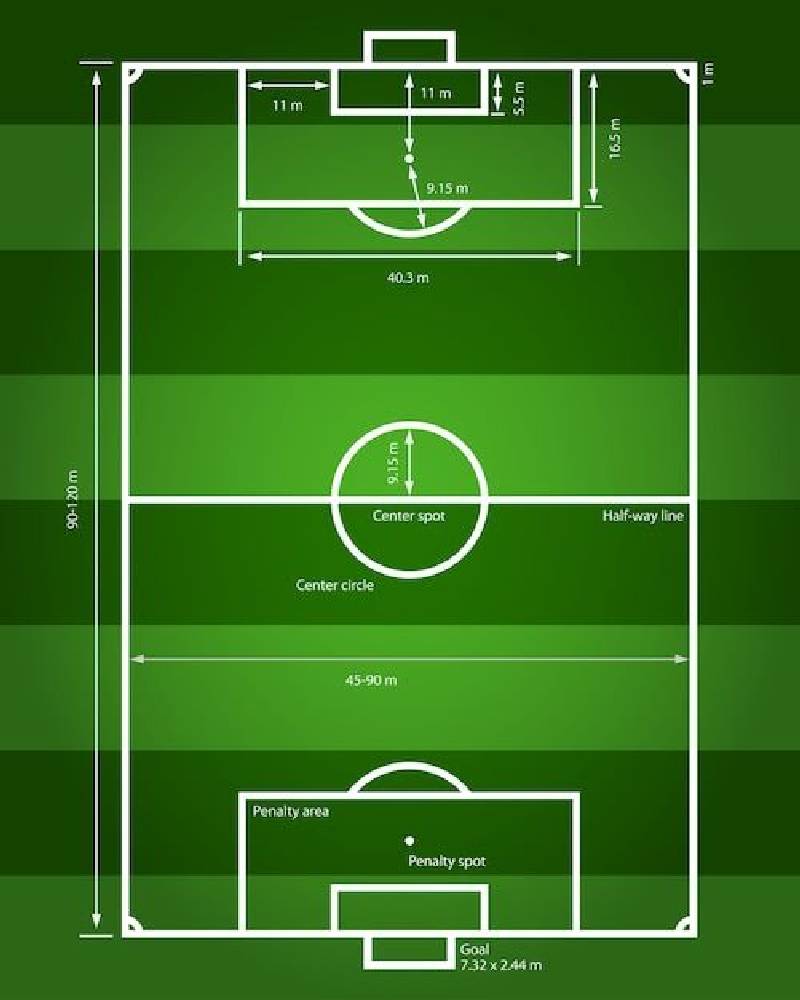 1 m
11 m
11 m
5.5 m
16.5 m
9.15 m
40.3 m
9.15 m
90-120 m
Center spot
Half-way line
Center circle
45-90 m
Penalty area
Penalty spot
Goal
7.32 x 2.44 m